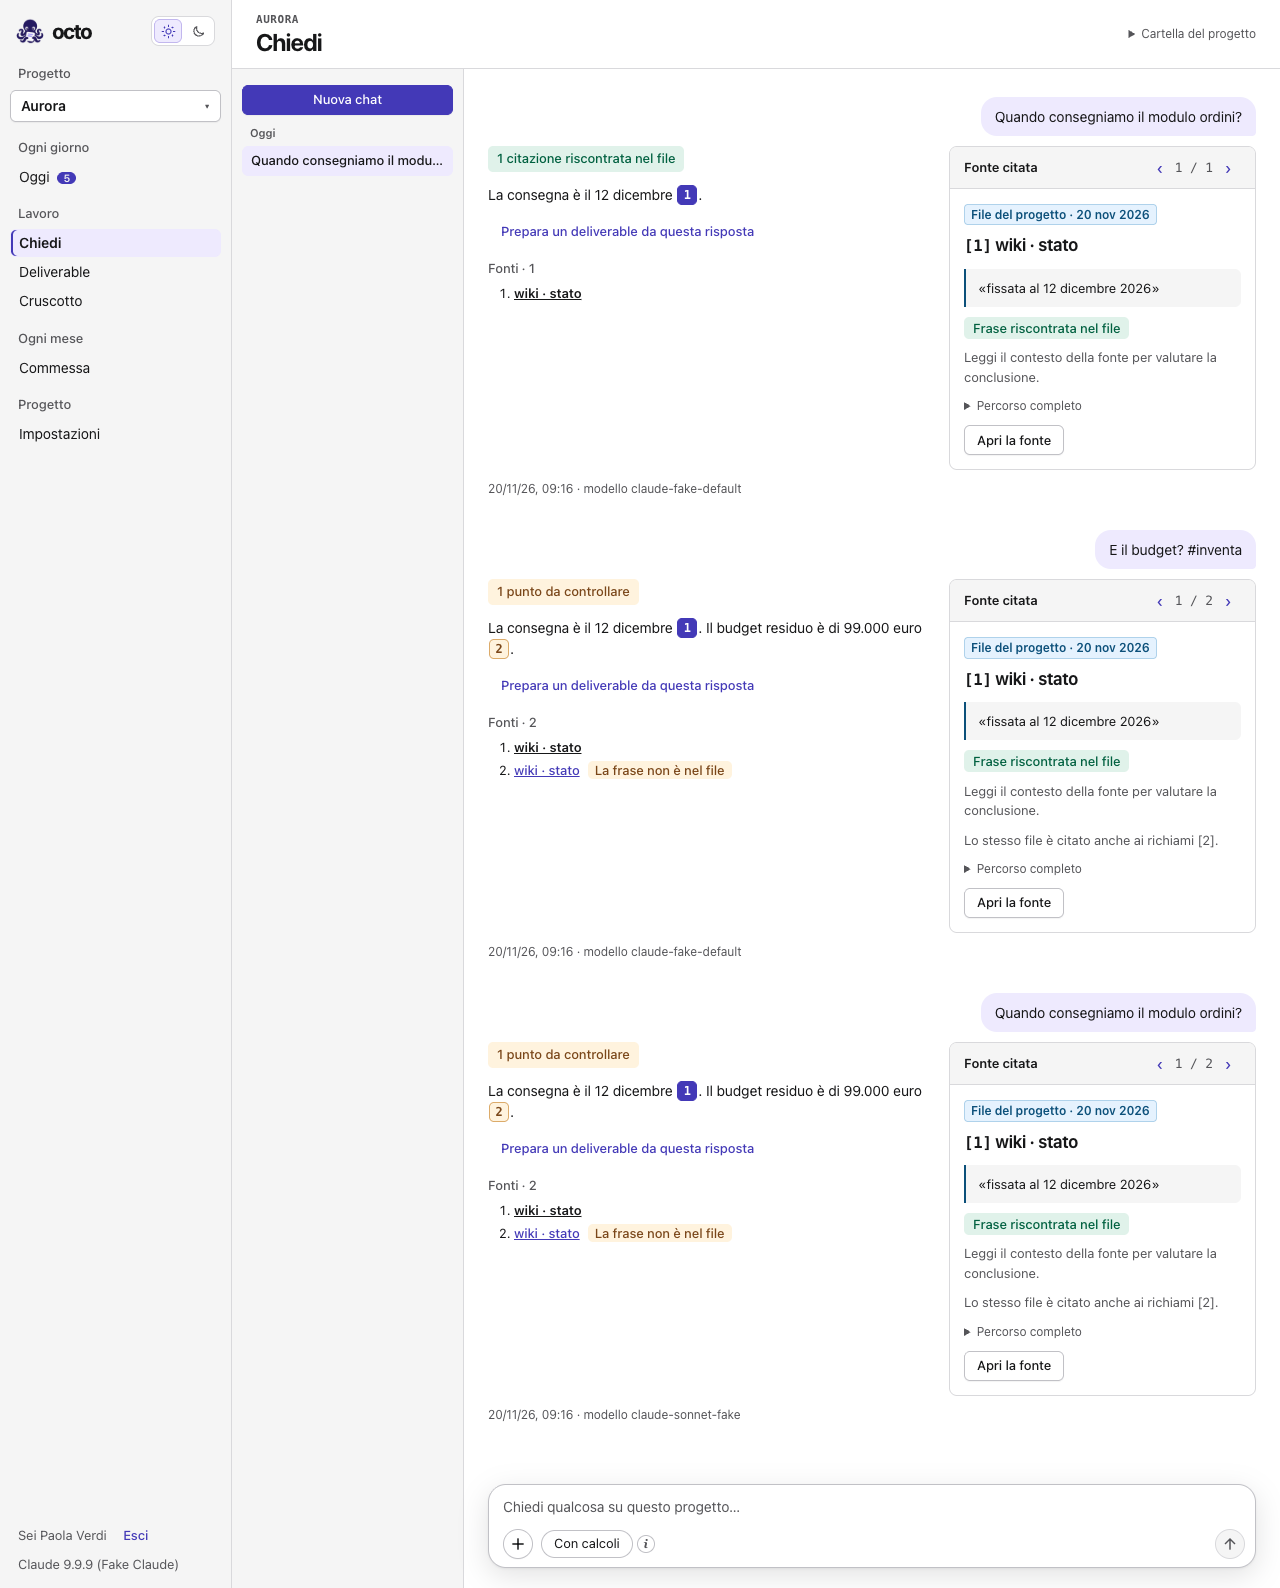 octo
Progetto
Aurora
Ogni giorno
Oggi 5
Lavoro
Chiedi
Deliverable
Cruscotto
Ogni mese
Commessa
Progetto
Impostazioni
Sei Paola Verdi Esci
Claude 9.9.9 (Fake Claude)
AURORA
Chiedi
Cartella del progetto
Nuova chat
Oggi
Quando consegniamo il modu...
Quando consegniamo il modulo ordini?
1 citazione riscontrata nel file
La consegna è il 12 dicembre 1.
Prepara un deliverable da questa risposta
Fonti · 1
1. wiki · stato
Fonte citata ‹ 1 / 1 ›
File del progetto · 20 nov 2026
[1] wiki · stato
«fissata al 12 dicembre 2026»
Frase riscontrata nel file
Leggi il contesto della fonte per valutare la
conclusione.
Percorso completo
Apri la fonte
20/11/26, 09:16 · modello claude-fake-default
E il budget? #inventa
1 punto da controllare
La consegna è il 12 dicembre 1. Il budget residuo è di 99.000 euro
2.
Prepara un deliverable da questa risposta
Fonti · 2
1. wiki · stato
2. wiki · stato La frase non è nel file
Fonte citata ‹ 1 / 2 ›
File del progetto · 20 nov 2026
[1] wiki · stato
«fissata al 12 dicembre 2026»
Frase riscontrata nel file
Leggi il contesto della fonte per valutare la
conclusione.
Lo stesso file è citato anche ai richiami [2].
Percorso completo
Apri la fonte
20/11/26, 09:16 · modello claude-fake-default
Quando consegniamo il modulo ordini?
1 punto da controllare
La consegna è il 12 dicembre 1. Il budget residuo è di 99.000 euro
2.
Prepara un deliverable da questa risposta
Fonti · 2
1. wiki · stato
2. wiki · stato La frase non è nel file
Fonte citata ‹ 1 / 2 ›
File del progetto · 20 nov 2026
[1] wiki · stato
«fissata al 12 dicembre 2026»
Frase riscontrata nel file
Leggi il contesto della fonte per valutare la
conclusione.
Lo stesso file è citato anche ai richiami [2].
Percorso completo
Apri la fonte
20/11/26, 09:16 · modello claude-sonnet-fake
Chiedi qualcosa su questo progetto...
+ Con calcoli i